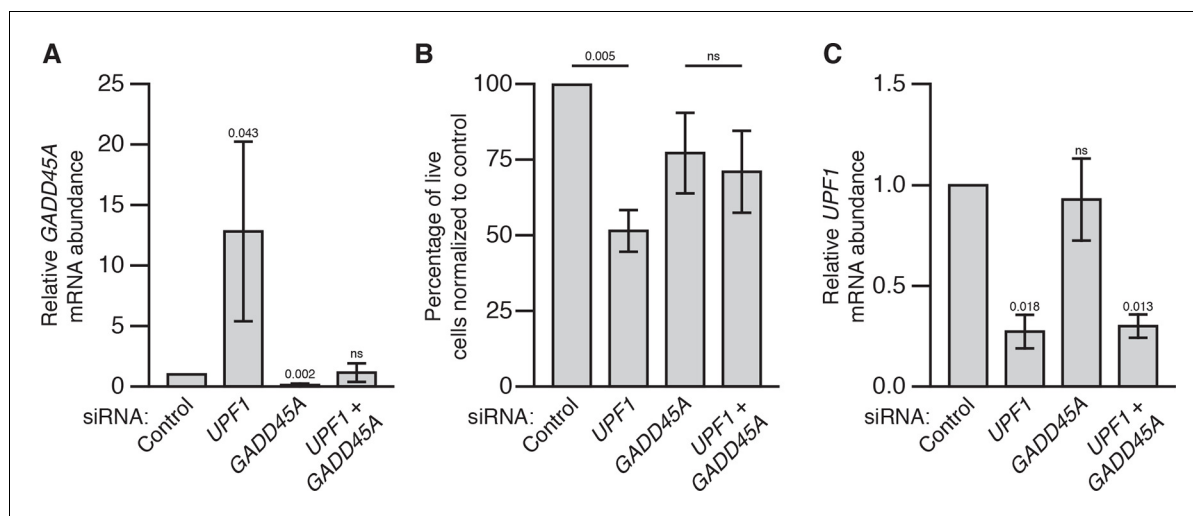 A
Relative GADD45A
mRNA abundance
25
20
15
10
5
0
0.043
0.002
ns
siRNA:
Control
UPF1
GADD45A
UPF1 +
GADD45A
B
Percentage of live
cells normalized to control
100
75
50
25
0
0.005
ns
siRNA:
Control
UPF1
GADD45A
UPF1 +
GADD45A
C
Relative UPF1
mRNA abundance
1.5
1.0
0.5
0.0
0.018
ns
0.013
siRNA:
Control
UPF1
GADD45A
UPF1 +
GADD45A